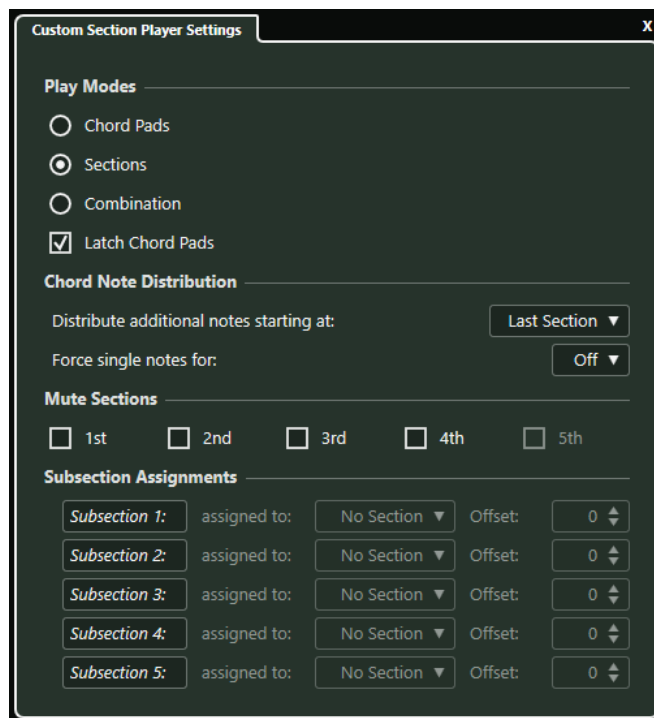 Custom Section Player Settings X
Play Modes
Chord Pads
Sections
Combination
Latch Chord Pads
Chord Note Distribution
Distribute additional notes starting at: Last Section
Force single notes for: Off
Mute Sections
1st 2nd 3rd 4th 5th
Subsection Assignments
Subsection 1: assigned to: No Section Offset: 0
Subsection 2: assigned to: No Section Offset: 0
Subsection 3: assigned to: No Section Offset: 0
Subsection 4: assigned to: No Section Offset: 0
Subsection 5: assigned to: No Section Offset: 0